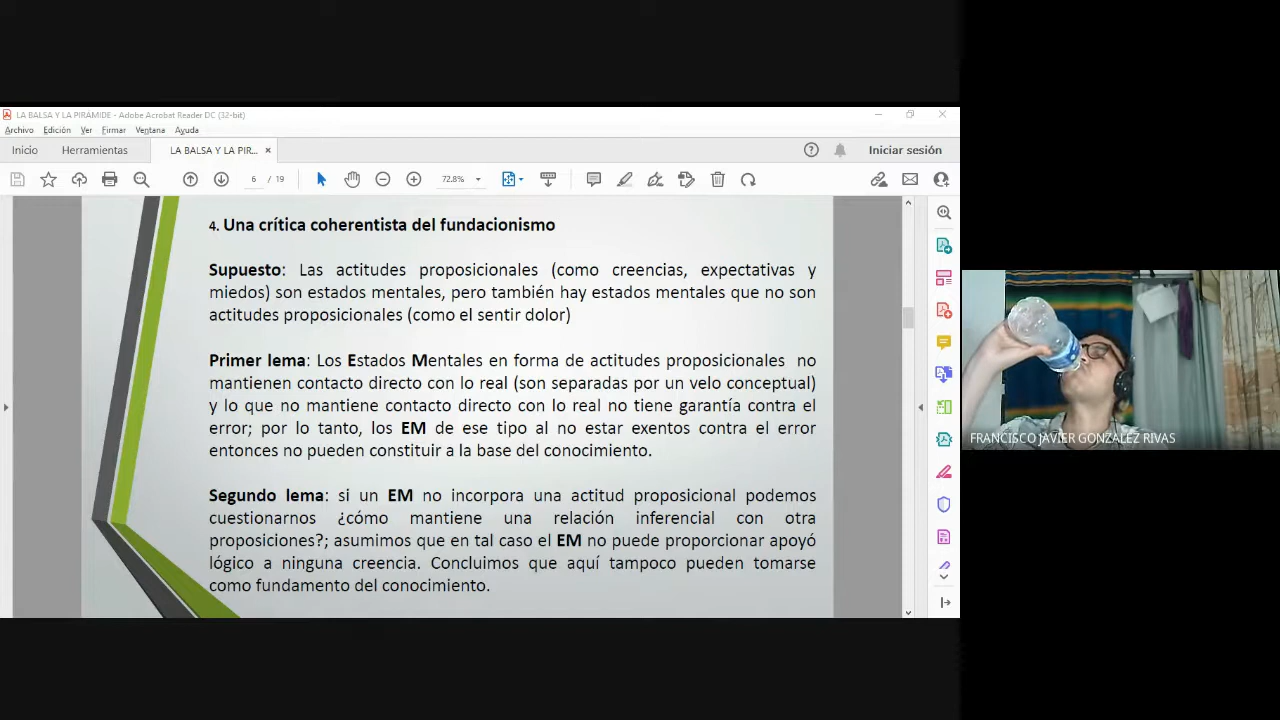 LA BALSA Y LA PIRÁMIDE - Adobe Acrobat Reader DC (32-bit)
Archivo Edición Ver Firmar Ventana Ayuda
Inicio Herramientas LA BALSA Y LA PIR... × Iniciar sesión
6 / 19 72.8%
4. Una crítica coherentista del fundacionismo
Supuesto: Las actitudes proposicionales (como creencias, expectativas y
miedos) son estados mentales, pero también hay estados mentales que no son
actitudes proposicionales (como el sentir dolor)
Primer lema: Los Estados Mentales en forma de actitudes proposicionales no
mantienen contacto directo con lo real (son separadas por un velo conceptual)
y lo que no mantiene contacto directo con lo real no tiene garantía contra el
error; por lo tanto, los EM de ese tipo al no estar exentos contra el error
entonces no pueden constituir a la base del conocimiento.
Segundo lema: si un EM no incorpora una actitud proposicional podemos
cuestionarnos ¿cómo mantiene una relación inferencial con otra
proposiciones?; asumimos que en tal caso el EM no puede proporcionar apoyó
lógico a ninguna creencia. Concluimos que aquí tampoco pueden tomarse
como fundamento del conocimiento.
FRANCISCO JAVIER GONZALEZ RIVAS